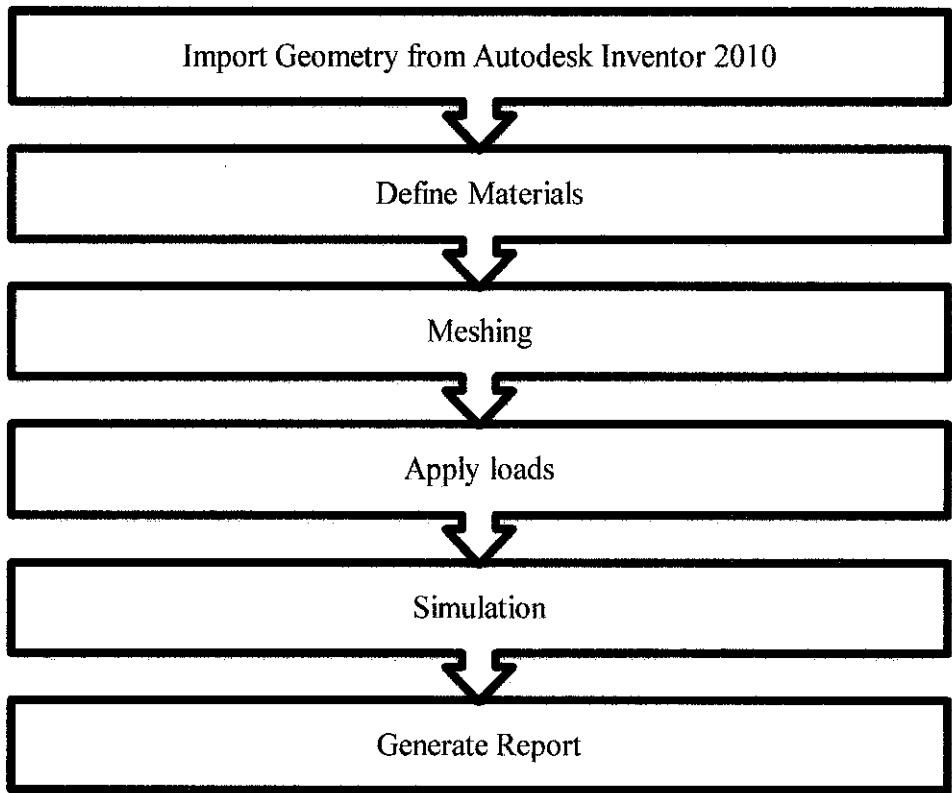 Import Geometry from Autodesk Inventor 2010
Define Materials
Meshing
Apply loads
Simulation
Generate Report